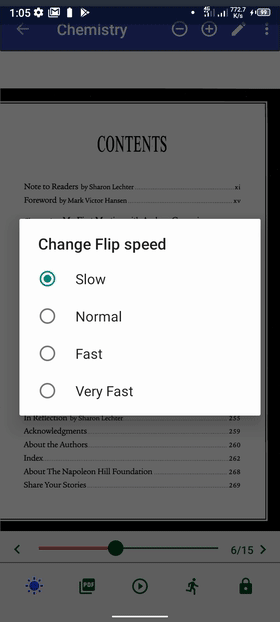 1:05
4G
772.7
K/s
99
Chemistry
CONTENTS
Note to Readers by Sharon Lechter xi
Foreword by Mark Victor Hansen xv
Change Flip speed
Slow
Normal
Fast
Very Fast
In Reflection by Sharon Lechter 253
Acknowledgments 259
About the Authors 260
Index 262
About The Napoleon Hill Foundation 268
Share Your Stories 269
6/15
PDF